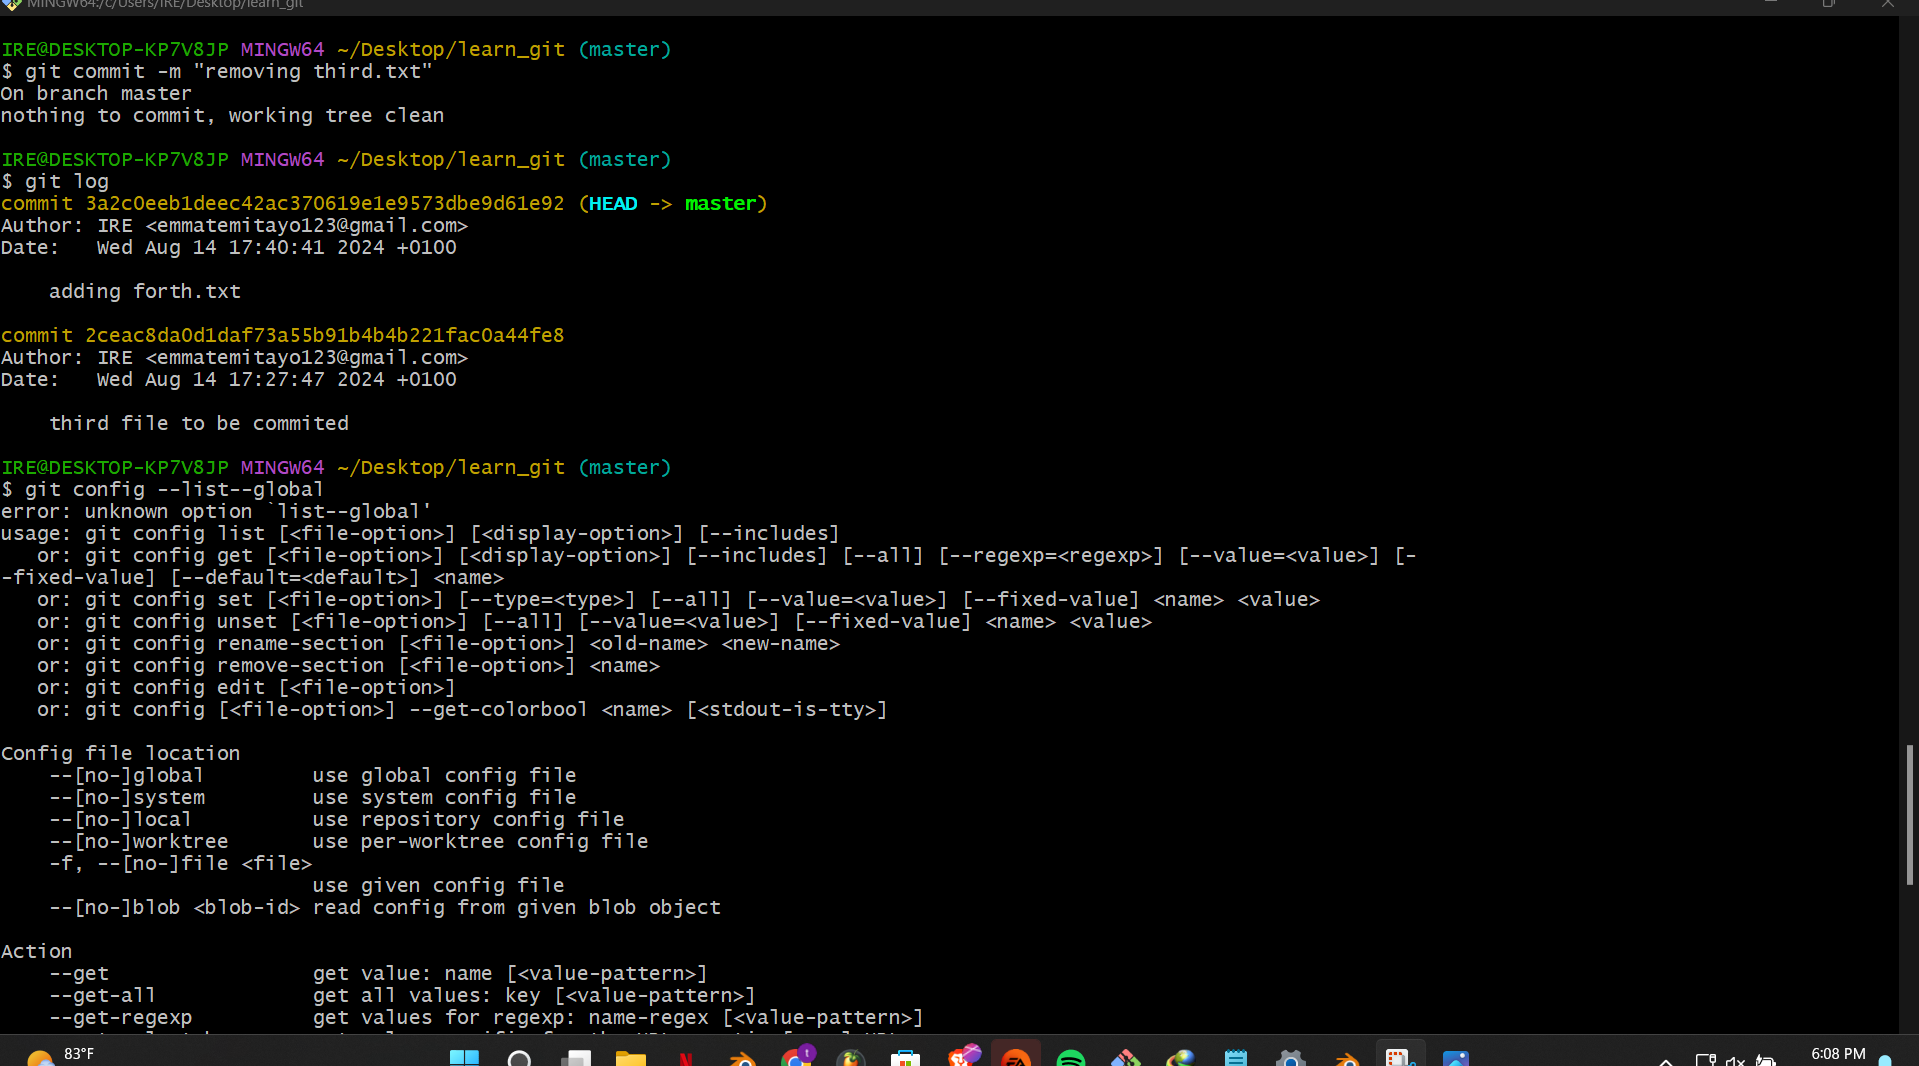 MINGW64:/c/Users/IRE/Desktop/learn_git
IRE@DESKTOP-KP7V8JP MINGW64 ~/Desktop/learn_git (master)
$ git commit -m "removing third.txt"
On branch master
nothing to commit, working tree clean
IRE@DESKTOP-KP7V8JP MINGW64 ~/Desktop/learn_git (master)
$ git log
commit 3a2c0eeb1deec42ac370619e1e9573dbe9d61e92 (HEAD -> master)
Author: IRE <emmatemitayo123@gmail.com>
Date:   Wed Aug 14 17:40:41 2024 +0100
    adding forth.txt
commit 2ceac8da0d1daf73a55b91b4b4b221fac0a44fe8
Author: IRE <emmatemitayo123@gmail.com>
Date:   Wed Aug 14 17:27:47 2024 +0100
    third file to be commited
IRE@DESKTOP-KP7V8JP MINGW64 ~/Desktop/learn_git (master)
$ git config --list--global
error: unknown option `list--global'
usage: git config list [<file-option>] [<display-option>] [--includes]
   or: git config get [<file-option>] [<display-option>] [--includes] [--all] [--regexp=<regexp>] [--value=<value>] [-
-fixed-value] [--default=<default>] <name>
   or: git config set [<file-option>] [--type=<type>] [--all] [--value=<value>] [--fixed-value] <name> <value>
   or: git config unset [<file-option>] [--all] [--value=<value>] [--fixed-value] <name> <value>
   or: git config rename-section [<file-option>] <old-name> <new-name>
   or: git config remove-section [<file-option>] <name>
   or: git config edit [<file-option>]
   or: git config [<file-option>] --get-colorbool <name> [<stdout-is-tty>]
Config file location
    --[no-]global         use global config file
    --[no-]system         use system config file
    --[no-]local          use repository config file
    --[no-]worktree       use per-worktree config file
    -f, --[no-]file <file>
                          use given config file
    --[no-]blob <blob-id> read config from given blob object
Action
    --get                 get value: name [<value-pattern>]
    --get-all             get all values: key [<value-pattern>]
    --get-regexp          get values for regexp: name-regex [<value-pattern>]
83°F
6:08 PM